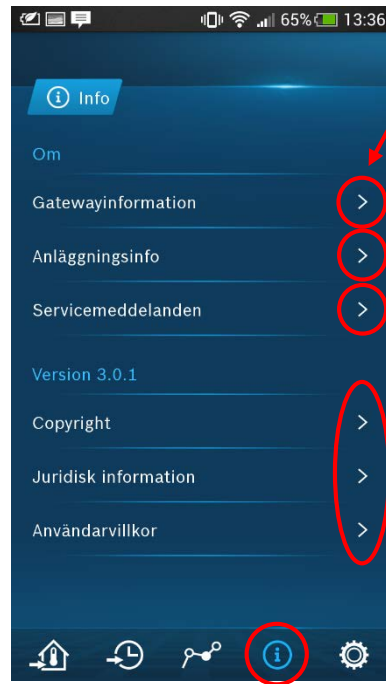 65% 13:36
Info
Om
Gatewayinformation
Anläggningsinfo
Servicemeddelanden
Version 3.0.1
Copyright
Juridisk information
Användarvillkor